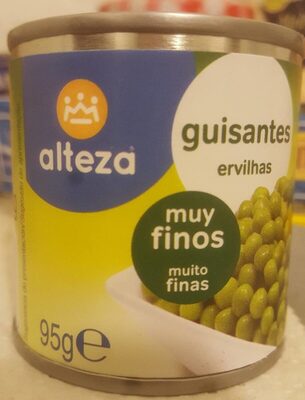 alteza
guisantes
ervilhas
muy
finos
muito
finas
95g e